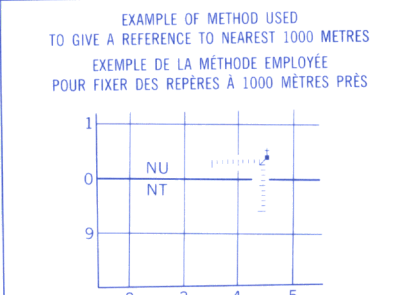 EXAMPLE OF METHOD USED
TO GIVE A REFERENCE TO NEAREST 1000 METRES
EXEMPLE DE LA MÉTHODE EMPLOYÉE
POUR FIXER DES REPÈRES À 1000 MÈTRES PRÈS
1
NU
0
NT
9
3 4 5